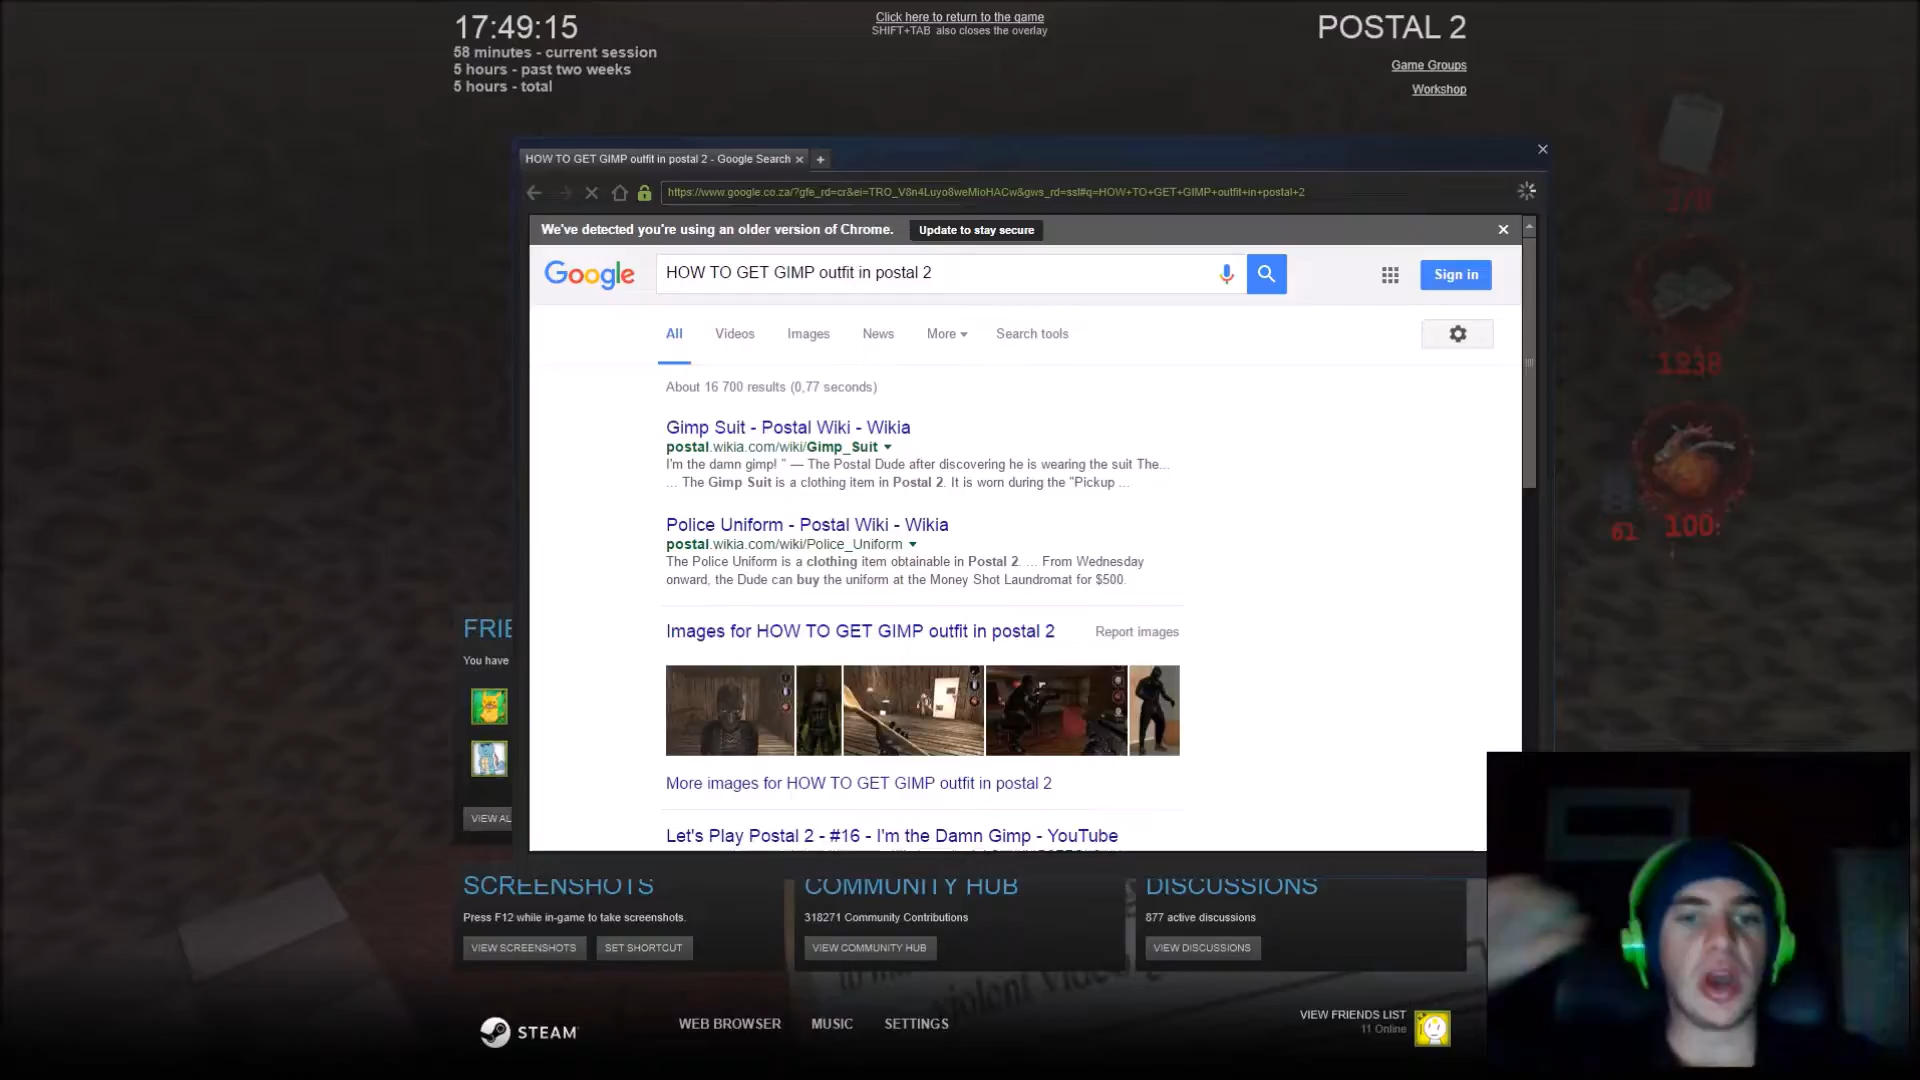 17:49:15
58 minutes - current session
5 hours - past two weeks
5 hours - total
Click here to return to the game
SHIFT+TAB also closes the overlay
POSTAL 2
Game Groups
Workshop
HOW TO GET GIMP outfit in postal 2 - Google Search
https://www.google.co.za/?gfe_rd=cr&ei=TRO_V8n4Luyo8weMioHACw&gws_rd=ssl#q=HOW+TO+GET+GIMP+outfit+in+postal+2
We've detected you're using an older version of Chrome. Update to stay secure
Google
HOW TO GET GIMP outfit in postal 2
Sign in
All Videos Images News More Search tools
About 16 700 results (0,77 seconds)
Gimp Suit - Postal Wiki - Wikia
postal.wikia.com/wiki/Gimp_Suit
I'm the damn gimp! " — The Postal Dude after discovering he is wearing the suit The...
... The Gimp Suit is a clothing item in Postal 2. It is worn during the "Pickup ...
Police Uniform - Postal Wiki - Wikia
postal.wikia.com/wiki/Police_Uniform
The Police Uniform is a clothing item obtainable in Postal 2. ... From Wednesday
onward, the Dude can buy the uniform at the Money Shot Laundromat for $500.
Images for HOW TO GET GIMP outfit in postal 2
Report images
More images for HOW TO GET GIMP outfit in postal 2
Let's Play Postal 2 - #16 - I'm the Damn Gimp - YouTube
1238
61 100
FRIE
You have
VIEW AL
SCREENSHOTS
Press F12 while in-game to take screenshots.
VIEW SCREENSHOTS SET SHORTCUT
COMMUNITY HUB
318271 Community Contributions
VIEW COMMUNITY HUB
DISCUSSIONS
877 active discussions
VIEW DISCUSSIONS
violent video
STEAM
WEB BROWSER MUSIC SETTINGS
VIEW FRIENDS LIST
11 Online